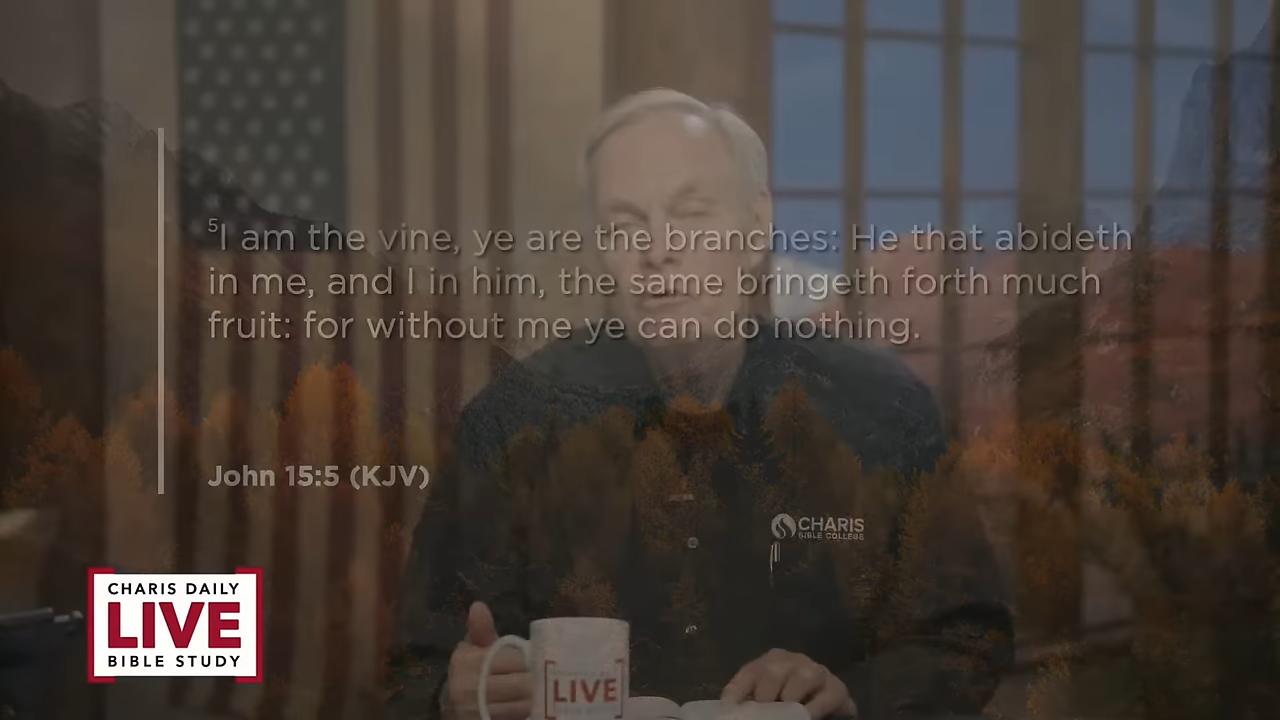 ⁵I am the vine, ye are the branches: He that abideth
in me, and I in him, the same bringeth forth much
fruit: for without me ye can do nothing.
John 15:5 (KJV)
CHARIS
BIBLE COLLEGE
CHARIS DAILY
LIVE
BIBLE STUDY
LIVE